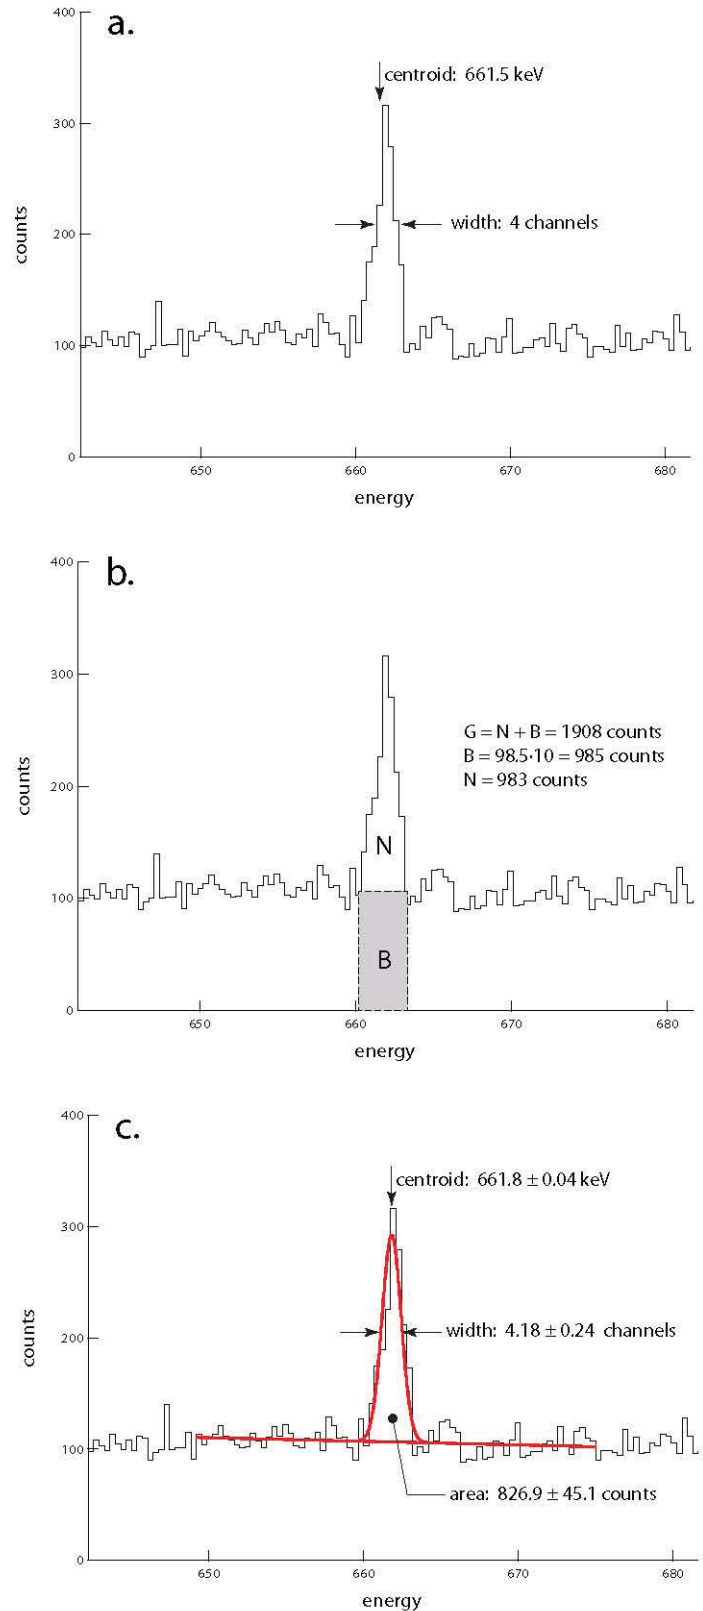 a.
400
300
200
100
0
counts
centroid: 661.5 keV
width: 4 channels
650 660 670 680
energy
b.
400
300
200
100
0
counts
G = N + B = 1908 counts
B = 98.5·10 = 985 counts
N = 983 counts
N
B
650 660 670 680
energy
c.
400
300
200
100
0
counts
centroid: 661.8 ± 0.04 keV
width: 4.18 ± 0.24 channels
area: 826.9 ± 45.1 counts
650 660 670 680
energy